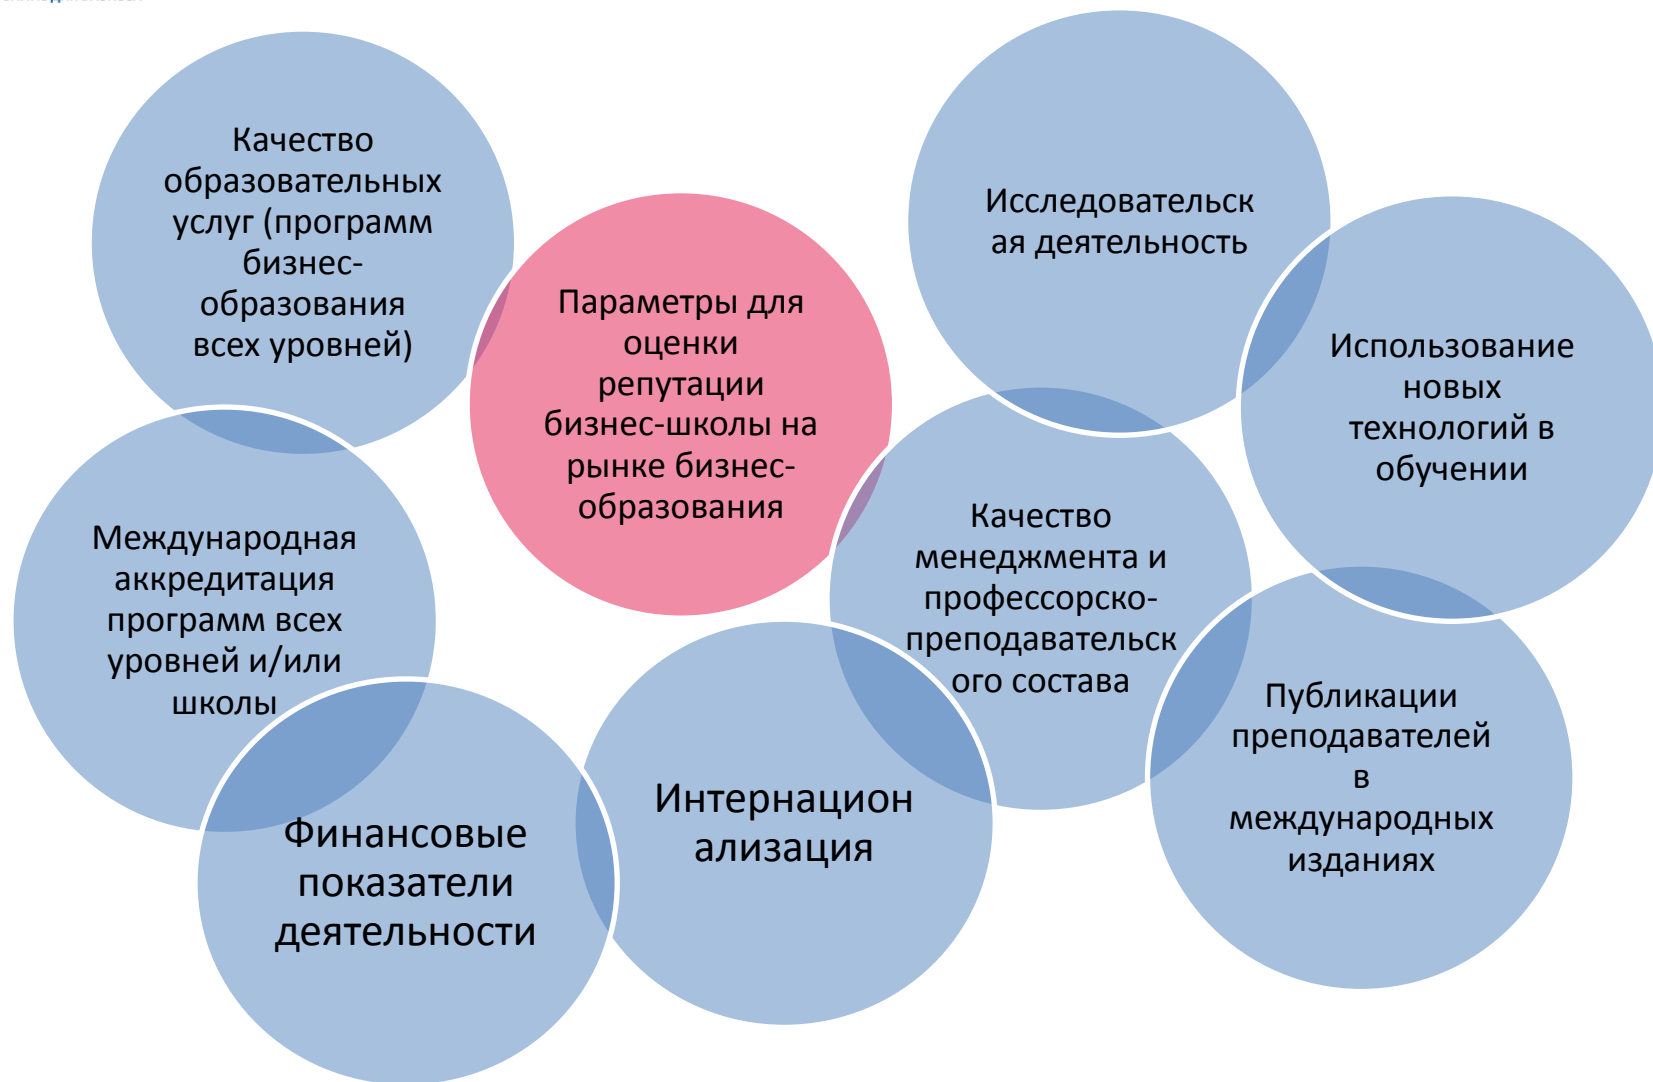 Качество
образовательных
услуг (программ
бизнес-
образования
всех уровней)
Параметры для
оценки
репутации
бизнес-школы на
рынке бизнес-
образования
Исследовательск
ая деятельность
Использование
новых
технологий в
обучении
Международная
аккредитация
программ всех
уровней и/или
школы
Качество
менеджмента и
профессорско-
преподавательск
ого состава
Публикации
преподавателей
в
международных
изданиях
Финансовые
показатели
деятельности
Интернацион
ализация